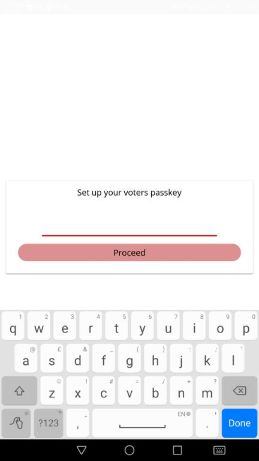 Set up your voters passkey
Proceed
1 2 3 4 5 6 7 8 9 0
q w e r t y u i o p
a s d f g h j k l
z x c v b n m
?123 , EN . Done